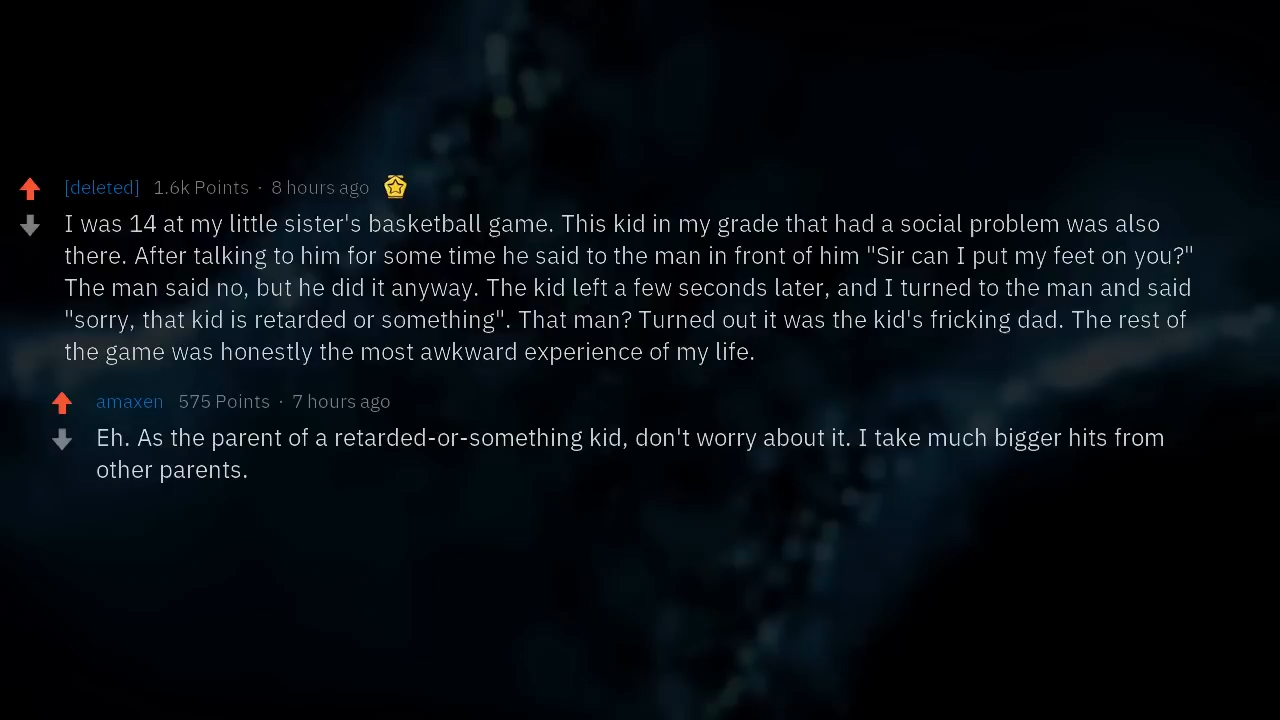 [deleted] 1.6k Points · 8 hours ago
I was 14 at my little sister's basketball game. This kid in my grade that had a social problem was also
there. After talking to him for some time he said to the man in front of him "Sir can I put my feet on you?"
The man said no, but he did it anyway. The kid left a few seconds later, and I turned to the man and said
"sorry, that kid is retarded or something". That man? Turned out it was the kid's fricking dad. The rest of
the game was honestly the most awkward experience of my life.
amaxen 575 Points · 7 hours ago
Eh. As the parent of a retarded-or-something kid, don't worry about it. I take much bigger hits from
other parents.